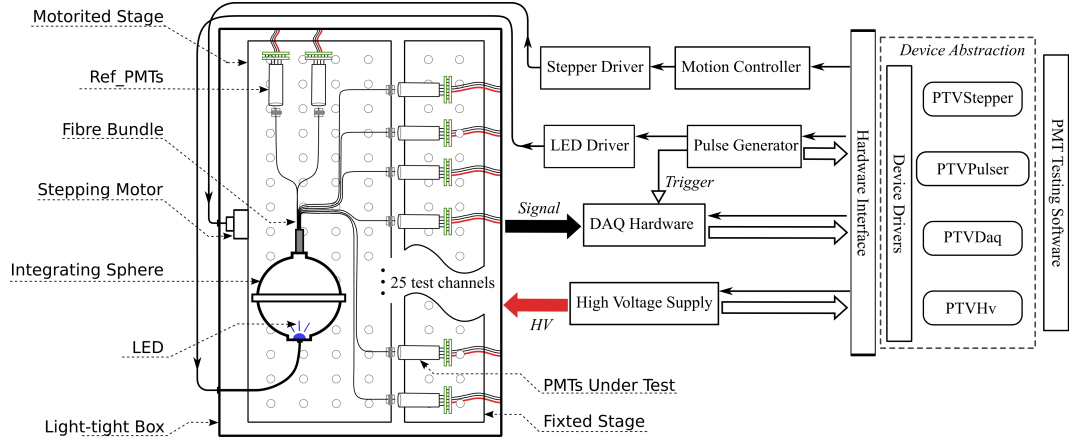 Motorited Stage
Ref_PMTs
Fibre Bundle
Stepping Motor
Integrating Sphere
LED
Light-tight Box
25 test channels
PMTs Under Test
Fixted Stage
Stepper Driver
Motion Controller
LED Driver
Pulse Generator
Trigger
Signal
DAQ Hardware
High Voltage Supply
HV
Hardware Interface
Device Abstraction
Device Drivers
PTVStepper
PTVPulser
PTVDaq
PTVHv
PMT Testing Software